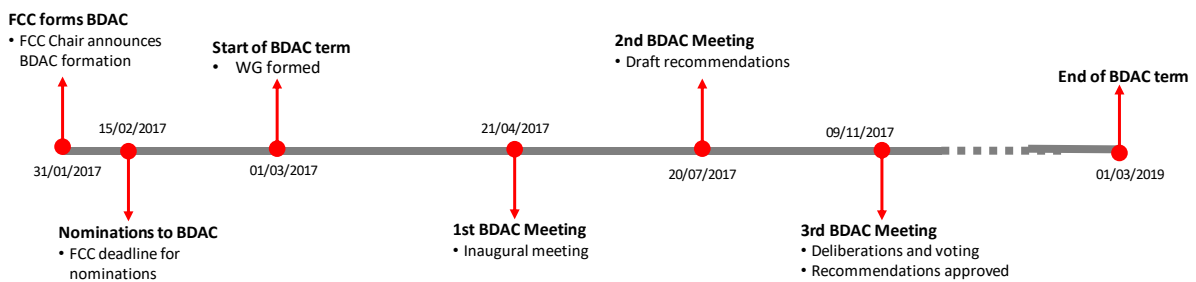 FCC forms BDAC
• FCC Chair announces
BDAC formation
Start of BDAC term
• WG formed
2nd BDAC Meeting
• Draft recommendations
End of BDAC term
15/02/2017
21/04/2017
09/11/2017
31/01/2017
01/03/2017
20/07/2017
01/03/2019
Nominations to BDAC
• FCC deadline for
nominations
1st BDAC Meeting
• Inaugural meeting
3rd BDAC Meeting
• Deliberations and voting
• Recommendations approved